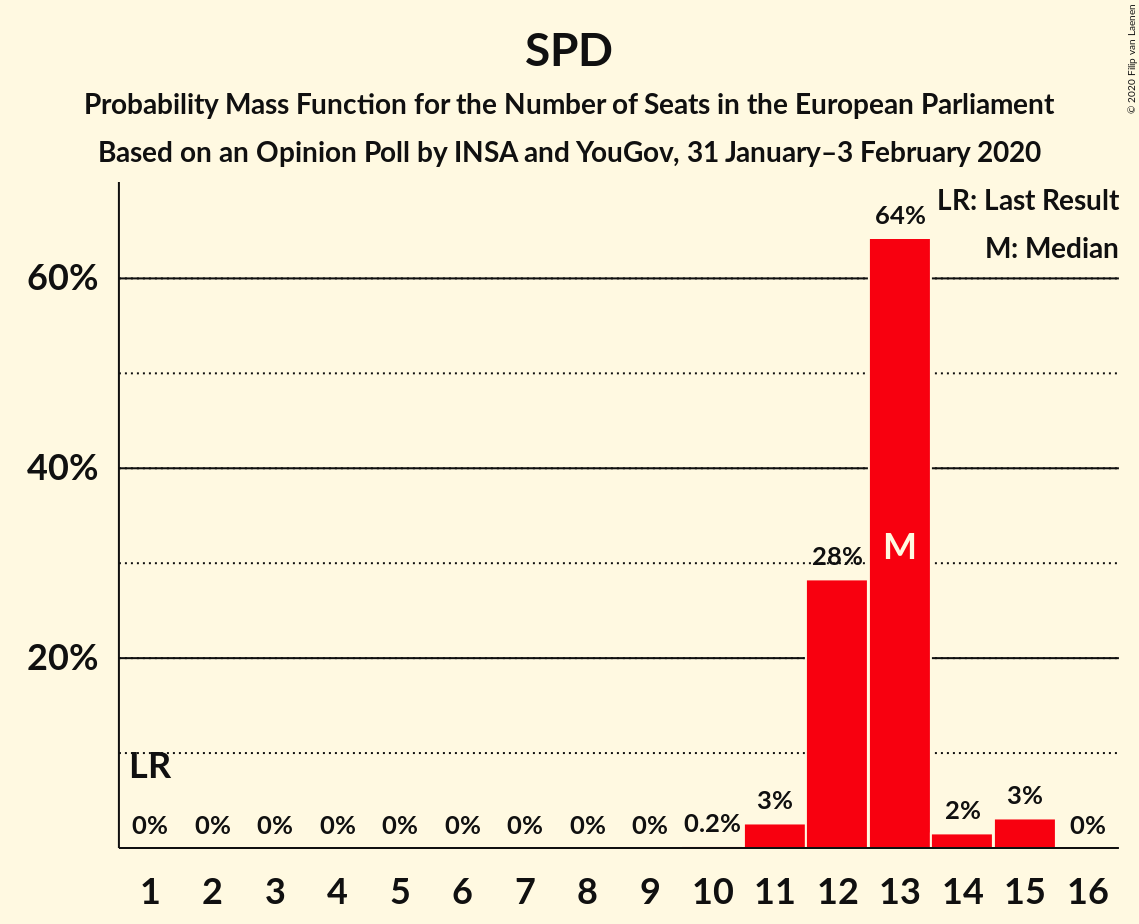 SPD
Probability Mass Function for the Number of Seats in the European Parliament
Based on an Opinion Poll by INSA and YouGov, 31 January–3 February 2020
© 2020 Filip van Laenen
LR: Last Result
M: Median
60%
40%
20%
64%
28%
M
LR
0% 0% 0% 0% 0% 0% 0% 0% 0% 0.2% 3% 2% 3% 0%
1 2 3 4 5 6 7 8 9 10 11 12 13 14 15 16